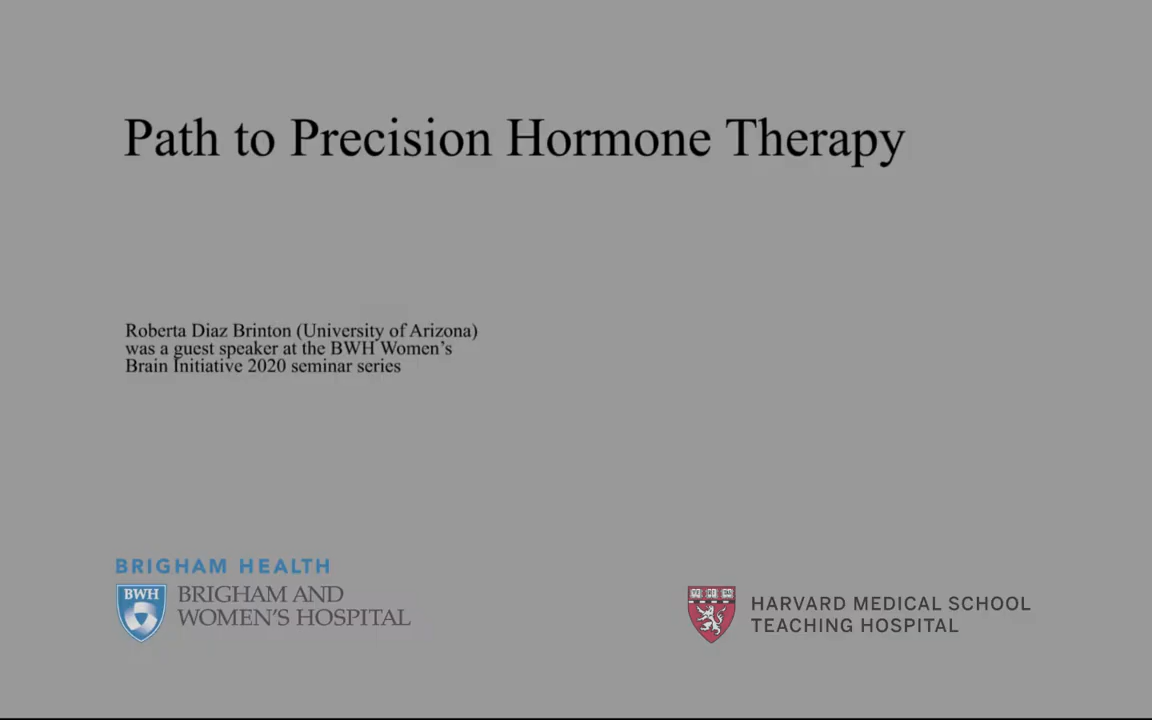 Path to Precision Hormone Therapy
Roberta Diaz Brinton (University of Arizona)
was a guest speaker at the BWH Women's
Brain Initiative 2020 seminar series
BRIGHAM HEALTH
BWH
BRIGHAM AND
WOMEN'S HOSPITAL
HARVARD MEDICAL SCHOOL
TEACHING HOSPITAL